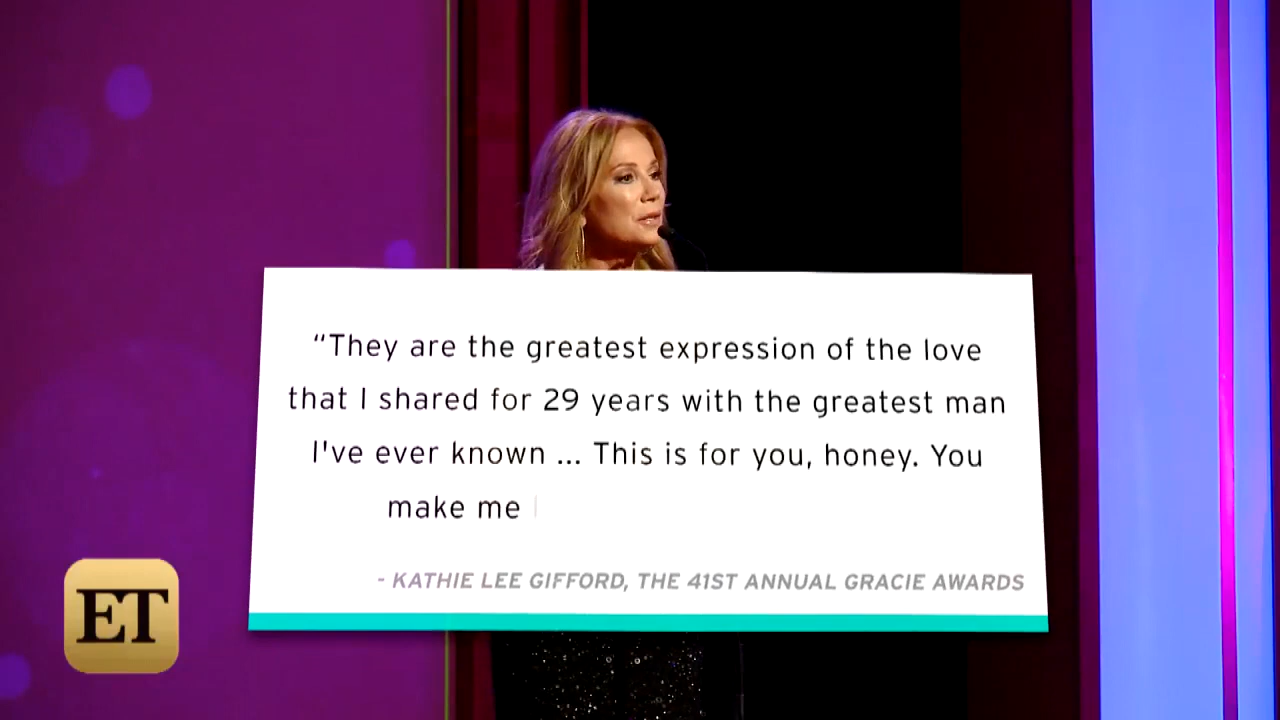 “They are the greatest expression of the love
that I shared for 29 years with the greatest man
I've ever known ... This is for you, honey. You
make me
- KATHIE LEE GIFFORD, THE 41ST ANNUAL GRACIE AWARDS
ET